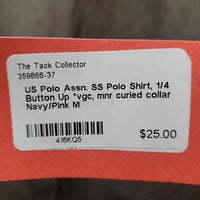 The Tack Collector
359866-37
US Polo Assn. SS Polo Shirt, 1/4
Button Up *vgc, mnr curled collar
Navy/Pink M
416KQ5
$25.00